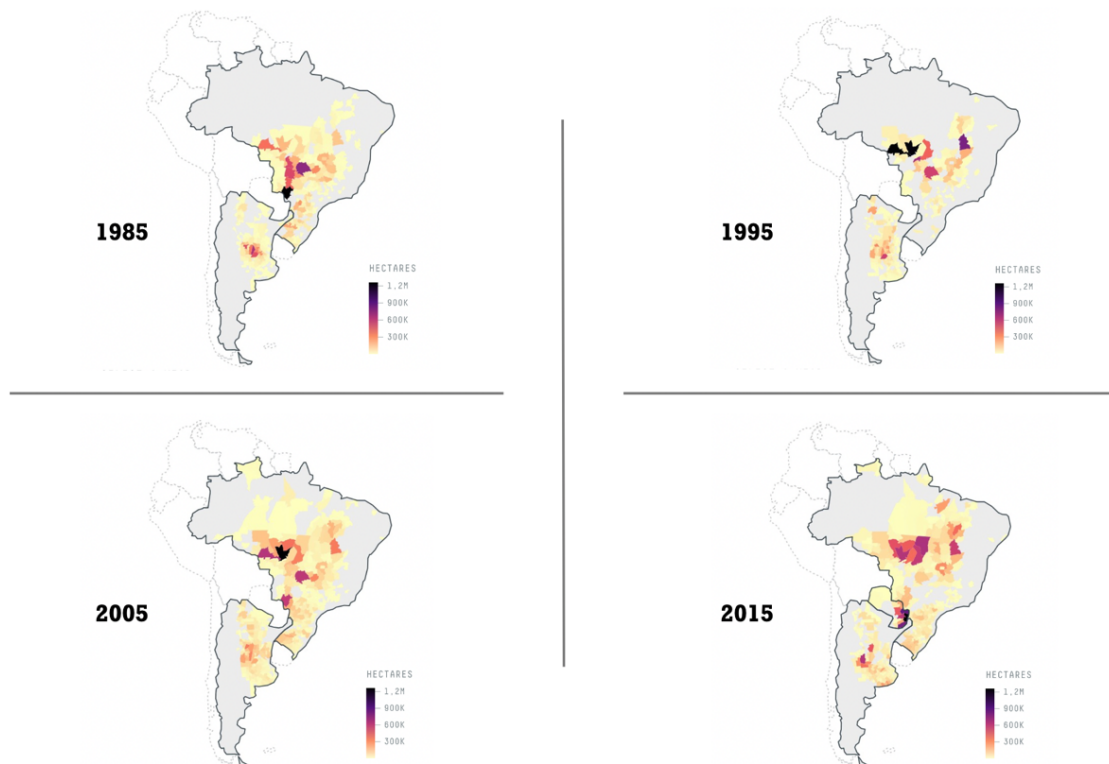 1985
HECTARES
1.2M
900K
600K
300K
1995
HECTARES
1.2M
900K
600K
300K
2005
HECTARES
1.2M
900K
600K
300K
2015
HECTARES
1.2M
900K
600K
300K